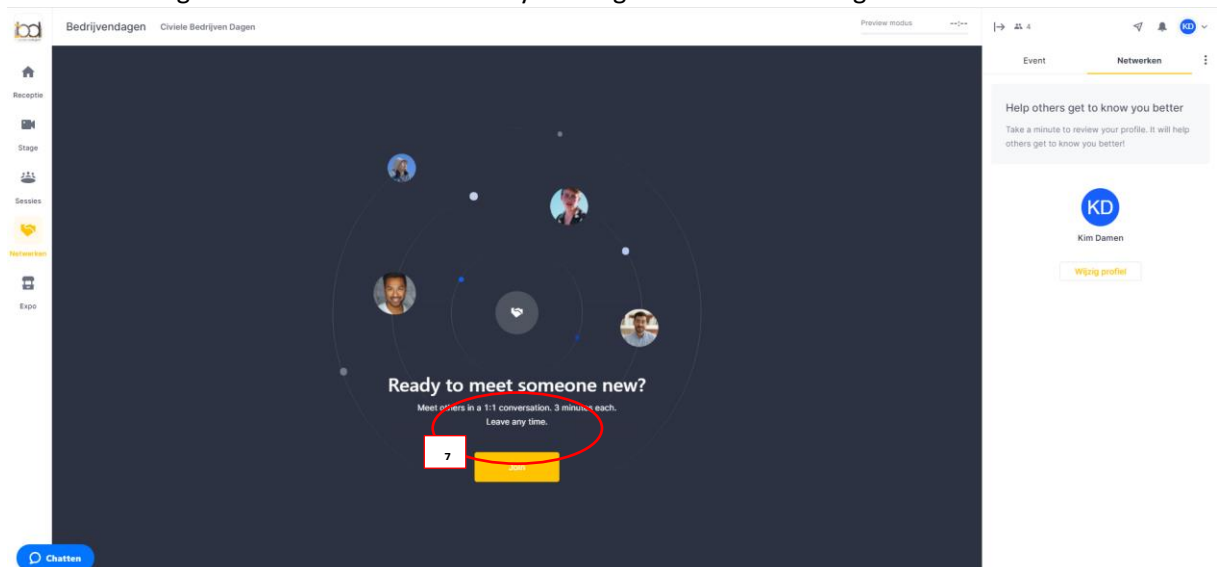 Bedrijvendagen Civiele Bedrijven Dagen
Preview modus --:--
4
KD
Receptie
Stage
Sessies
Netwerken
Expo
Ready to meet someone new?
Meet others in a 1:1 conversation. 3 minutes each.
Leave any time.
7
Join
Chatten
Event Netwerken
Help others get to know you better
Take a minute to review your profile. It will help
others get to know you better!
KD
Kim Damen
Wijzig profiel